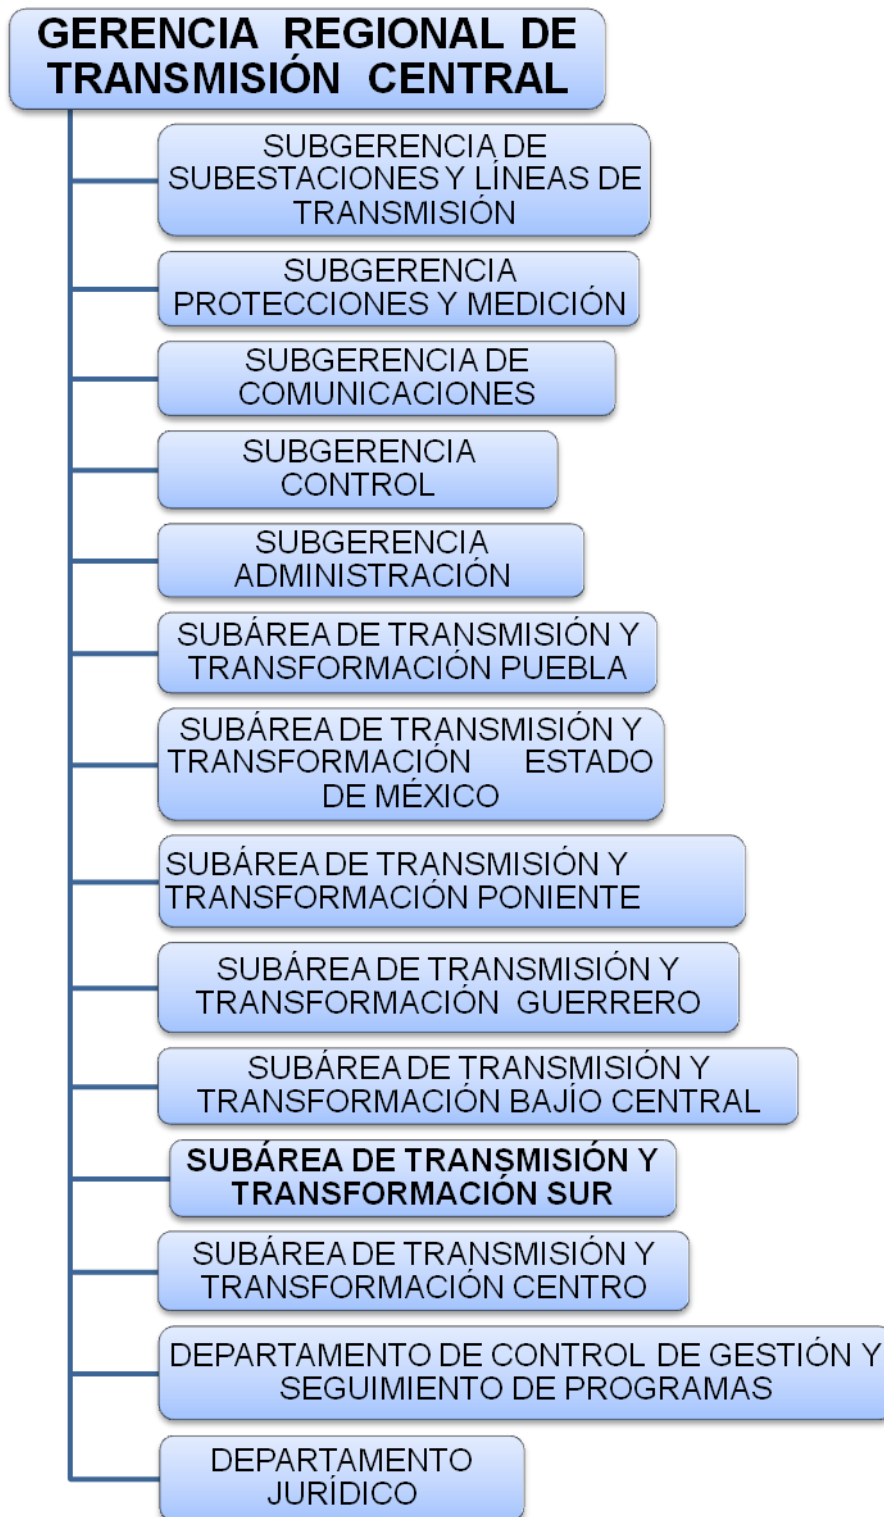 GERENCIA REGIONAL DE
TRANSMISIÓN CENTRAL
SUBGERENCIA DE
SUBESTACIONES Y LÍNEAS DE
TRANSMISIÓN
SUBGERENCIA
PROTECCIONES Y MEDICIÓN
SUBGERENCIA DE
COMUNICACIONES
SUBGERENCIA
CONTROL
SUBGERENCIA
ADMINISTRACIÓN
SUBÁREA DE TRANSMISIÓN Y
TRANSFORMACIÓN PUEBLA
SUBÁREA DE TRANSMISIÓN Y
TRANSFORMACIÓN ESTADO
DE MÉXICO
SUBÁREA DE TRANSMISIÓN Y
TRANSFORMACIÓN PONIENTE
SUBÁREA DE TRANSMISIÓN Y
TRANSFORMACIÓN GUERRERO
SUBÁREA DE TRANSMISIÓN Y
TRANSFORMACIÓN BAJÍO CENTRAL
SUBÁREA DE TRANSMISIÓN Y
TRANSFORMACIÓN SUR
SUBÁREA DE TRANSMISIÓN Y
TRANSFORMACIÓN CENTRO
DEPARTAMENTO DE CONTROL DE GESTIÓN Y
SEGUIMIENTO DE PROGRAMAS
DEPARTAMENTO
JURÍDICO